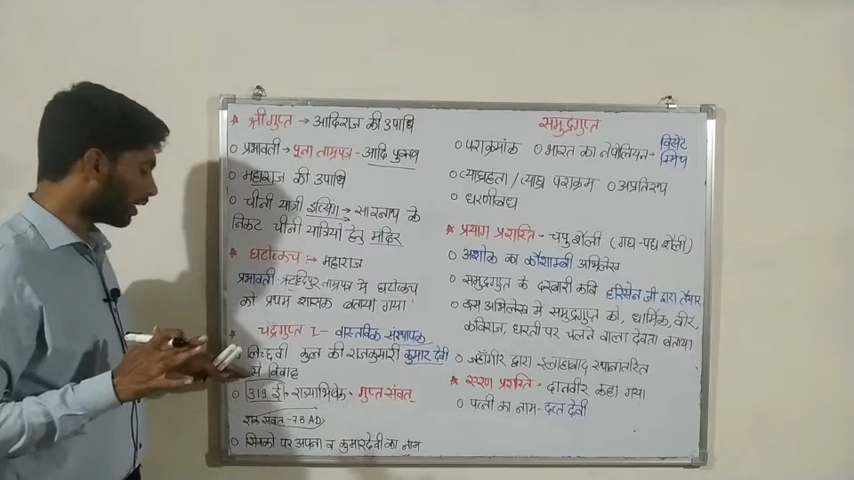 * श्रीगुप्त → आदिराज की उपाधि
० प्रभावती → पूना ताम्रपत्र - आदि पुरुष
० महाराज की उपाधि
० चीनी यात्री इत्सिंग → सारनाथ के
निकट चीनी यात्रियों हेतु मंदिर
* घटोत्कच :→ महाराज
प्रभावती - ऋद्दिपुर ताम्रपत्र में घटोत्कच
को प्रथम शासक बताया गया
* चंद्रगुप्त I - वास्तविक संस्थापक
० लिच्छवी कुल की राजकुमारी कुमार देवी
से विवाह
० 319 ई० राज्याभिषेक - गुप्त संवत्
शक संवत - 78 AD
० सिक्कों पर अपना व कुमारदेवी का नाम
समुद्रगुप्त
० पराक्रमांक ० भारत का नेपोलियन - विंसेंट
स्मिथ
० व्याघ्रहंता / व्याघ्र पराक्रम ० अप्रतिरथ
० धरणीबंध
* प्रयाग प्रशस्ति - चंपू शैली (गद्य-पद्य शैली)
० अशोक का कौशाम्बी अभिलेख
० समुद्रगुप्त के दरबारी कवि हरिसेन जी द्वारा तैयार
० इस अभिलेख में समुद्रगुप्त को, धार्मिक, वीर,
कविराज, धरती पर चलने वाला देवता बताया
० जहाँगीर द्वारा इलाहाबाद स्थानांतरित
* एरण प्रशस्ति - दानवीर कहा गया
० पत्नी का नाम - दत्त देवी